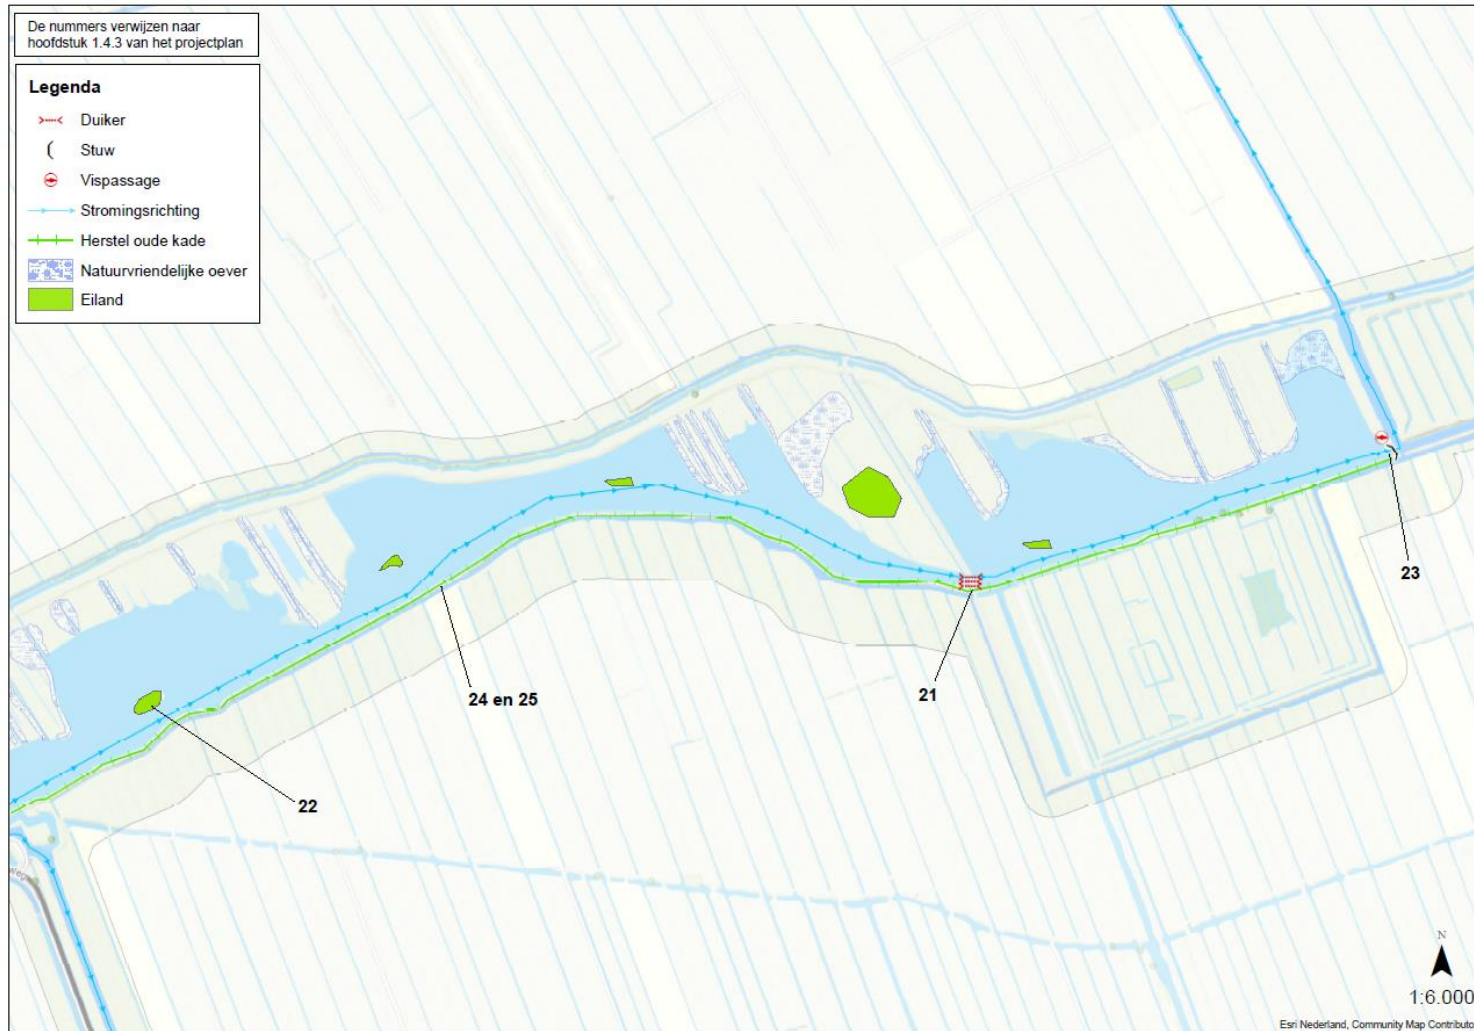 De nummers verwijzen naar
hoofdstuk 1.4.3 van het projectplan
Legenda
Duiker
Stuw
Vispassage
Stromingsrichting
Herstel oude kade
Natuurvriendelijke oever
Eiland
23
21
24 en 25
22
N
1:6.000
Esri Nederland, Community Map Contributo